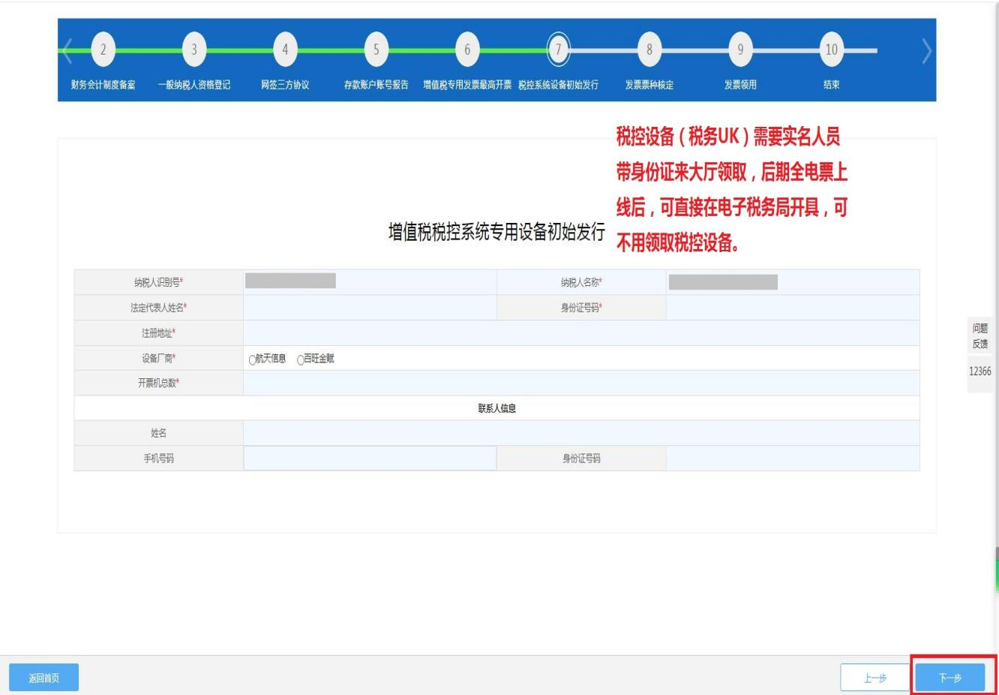 2
3
4
5
6
7
8
9
10
财务会计制度备案
一般纳税人资格登记
网签三方协议
存款账户账号报告
增值税专用发票最高开票
税控系统设备初始发行
发票票种核定
发票领用
结束
税控设备（税务UK）需要实名人员
带身份证来大厅领取，后期全电票上
线后，可直接在电子税务局开具，可
不用领取税控设备。
增值税税控系统专用设备初始发行
纳税人识别号*
纳税人名称*
法定代表人姓名*
身份证号码*
注册地址*
设备厂商*
航天信息
百旺金赋
开票机总数*
联系人信息
姓名
手机号码
身份证号码
问题
反馈
12366
返回首页
上一步
下一步